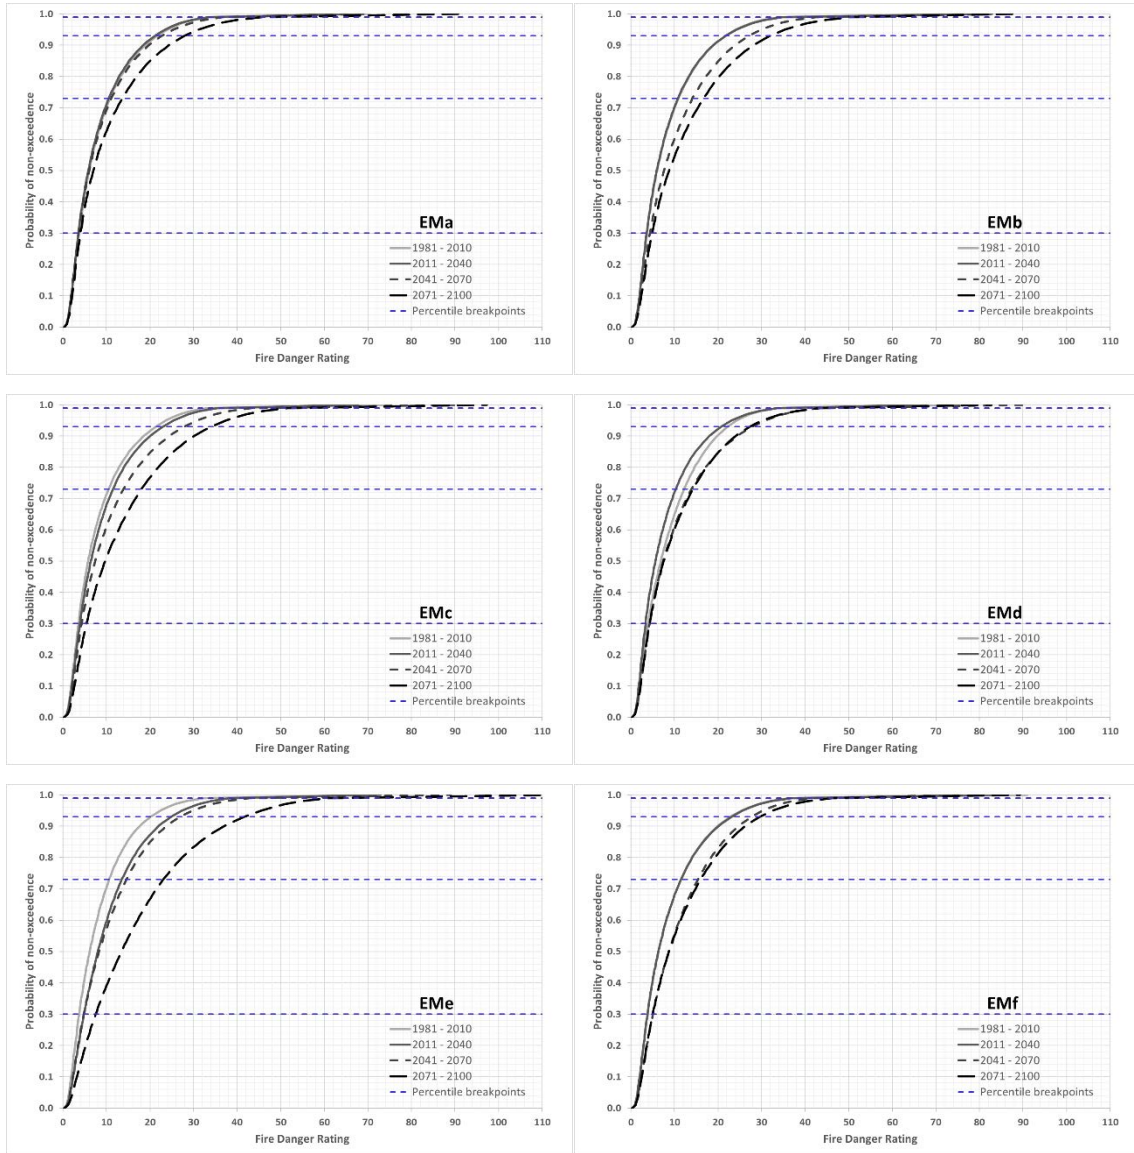 Probability of non-exceedence
1.0
0.9
0.8
0.7
0.6
0.5
0.4
0.3
0.2
0.1
0.0
EMa
1981 - 2010
2011 - 2040
2041 - 2070
2071 - 2100
Percentile breakpoints
0 10 20 30 40 50 60 70 80 90 100 110
Fire Danger Rating
Probability of non-exceedence
1.0
0.9
0.8
0.7
0.6
0.5
0.4
0.3
0.2
0.1
0.0
EMb
1981 - 2010
2011 - 2040
2041 - 2070
2071 - 2100
Percentile breakpoints
0 10 20 30 40 50 60 70 80 90 100 110
Fire Danger Rating
Probability of non-exceedence
1.0
0.9
0.8
0.7
0.6
0.5
0.4
0.3
0.2
0.1
0.0
EMc
1981 - 2010
2011 - 2040
2041 - 2070
2071 - 2100
Percentile breakpoints
0 10 20 30 40 50 60 70 80 90 100 110
Fire Danger Rating
Probability of non-exceedence
1.0
0.9
0.8
0.7
0.6
0.5
0.4
0.3
0.2
0.1
0.0
EMd
1981 - 2010
2011 - 2040
2041 - 2070
2071 - 2100
Percentile breakpoints
0 10 20 30 40 50 60 70 80 90 100 110
Fire Danger Rating
Probability of non-exceedence
1.0
0.9
0.8
0.7
0.6
0.5
0.4
0.3
0.2
0.1
0.0
EMe
1981 - 2010
2011 - 2040
2041 - 2070
2071 - 2100
Percentile breakpoints
0 10 20 30 40 50 60 70 80 90 100 110
Fire Danger Rating
Probability of non-exceedence
1.0
0.9
0.8
0.7
0.6
0.5
0.4
0.3
0.2
0.1
0.0
EMf
1981 - 2010
2011 - 2040
2041 - 2070
2071 - 2100
Percentile breakpoints
0 10 20 30 40 50 60 70 80 90 100 110
Fire Danger Rating